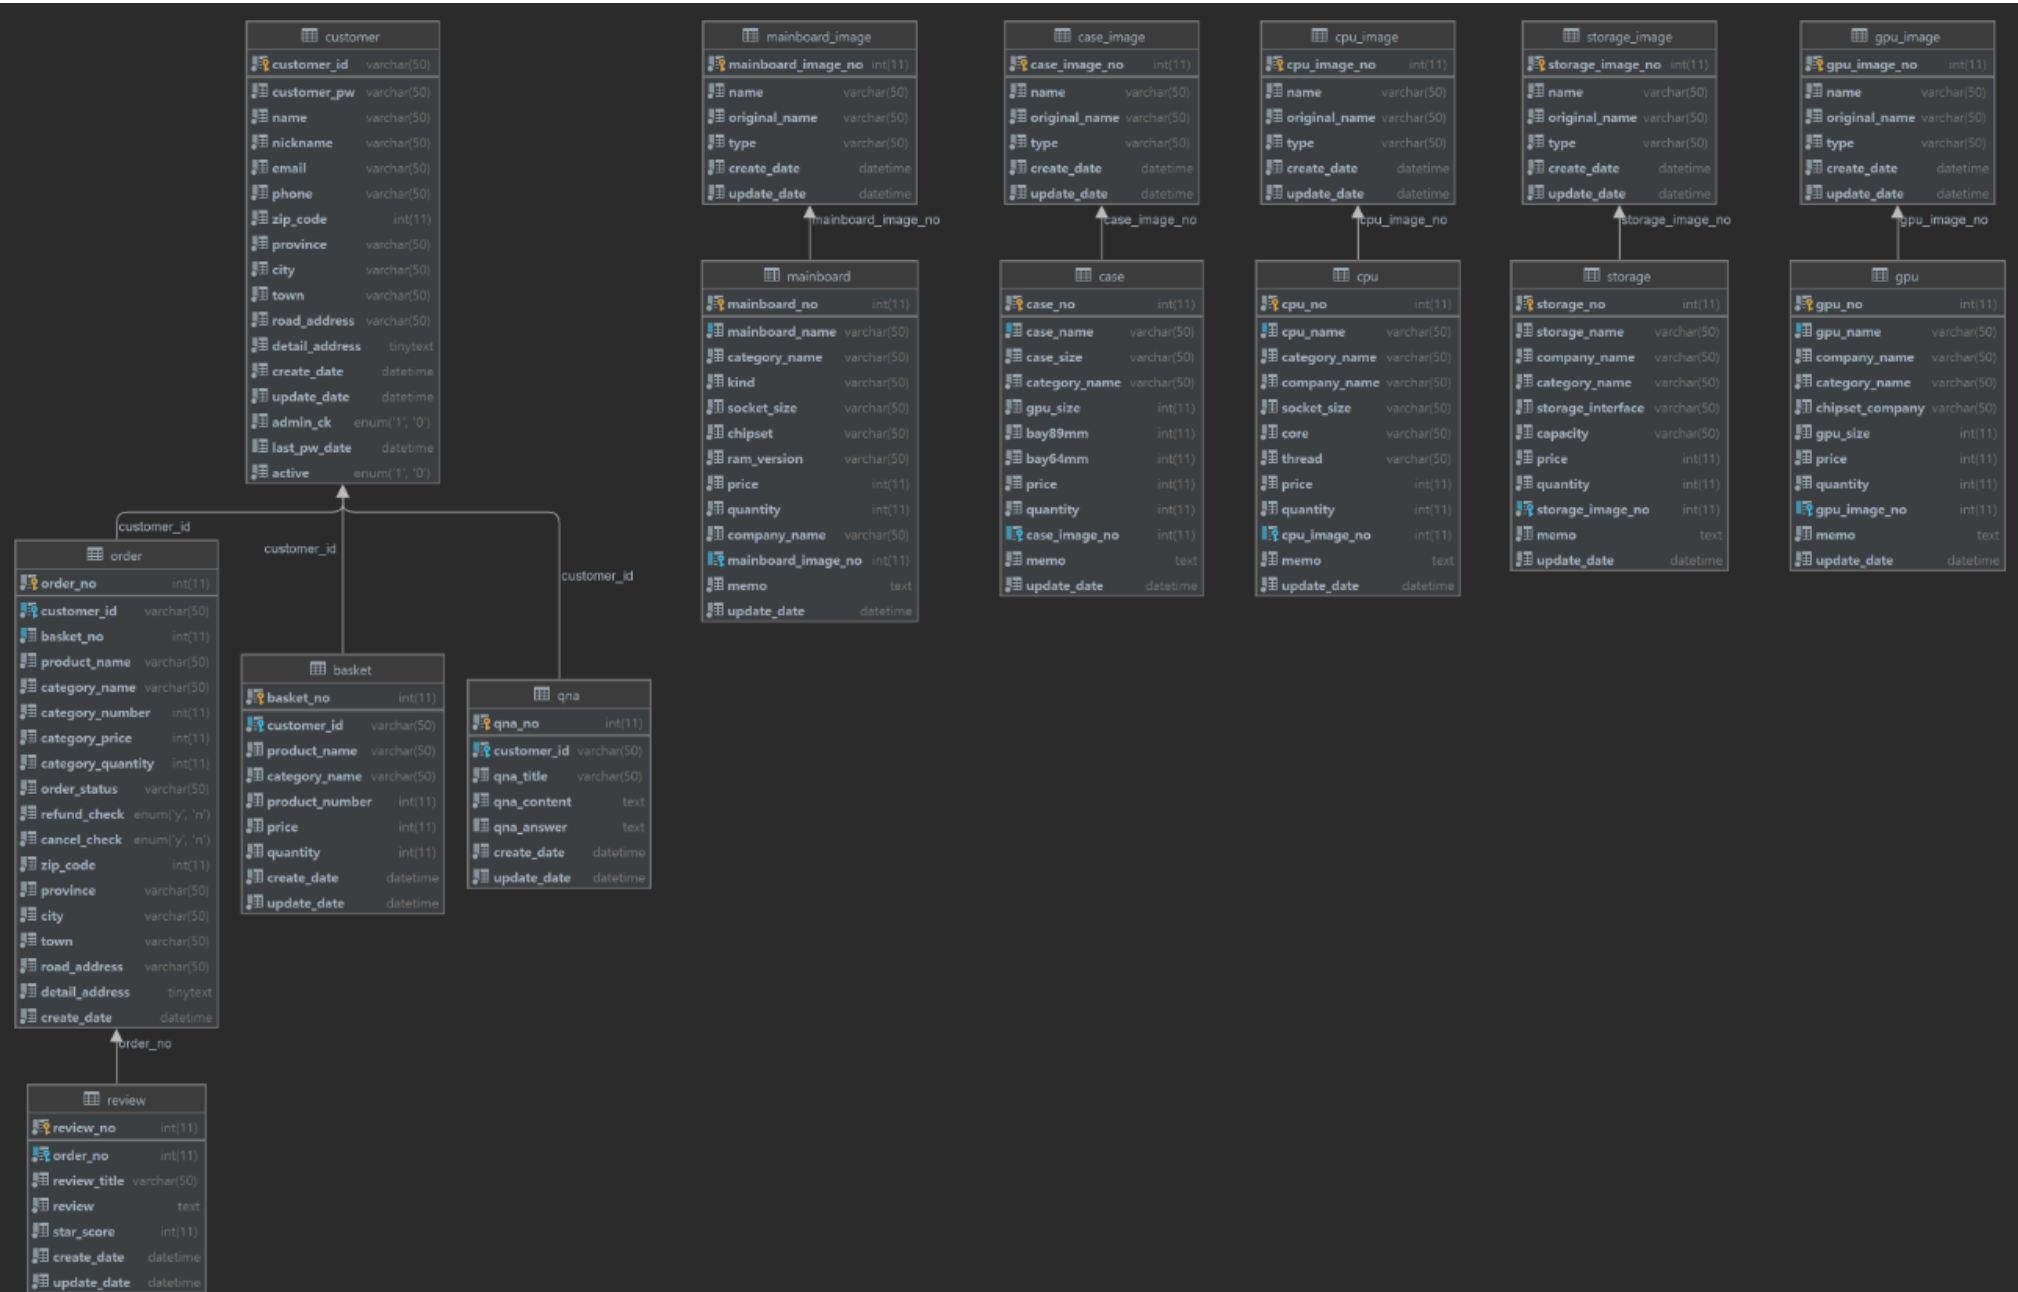 customer
customer_id varchar(50)
customer_pw varchar(50)
name varchar(50)
nickname varchar(50)
email varchar(50)
phone varchar(50)
zip_code int(11)
province varchar(50)
city varchar(50)
town varchar(50)
road_address varchar(50)
detail_address tinytext
create_date datetime
update_date datetime
admin_ck enum('1', '0')
last_pw_date datetime
active enum('1', '0')
mainboard_image
mainboard_image_no int(11)
name varchar(50)
original_name varchar(50)
type varchar(50)
create_date datetime
update_date datetime
mainboard_image_no
case_image
case_image_no int(11)
name varchar(50)
original_name varchar(50)
type varchar(50)
create_date datetime
update_date datetime
case_image_no
cpu_image
cpu_image_no int(11)
name varchar(50)
original_name varchar(50)
type varchar(50)
create_date datetime
update_date datetime
cpu_image_no
storage_image
storage_image_no int(11)
name varchar(50)
original_name varchar(50)
type varchar(50)
create_date datetime
update_date datetime
storage_image_no
gpu_image
gpu_image_no int(11)
name varchar(50)
original_name varchar(50)
type varchar(50)
create_date datetime
update_date datetime
gpu_image_no
mainboard
mainboard_no int(11)
mainboard_name varchar(50)
category_name varchar(50)
kind varchar(50)
socket_size varchar(50)
chipset varchar(50)
ram_version varchar(50)
price int(11)
quantity int(11)
company_name varchar(50)
mainboard_image_no int(11)
memo text
update_date datetime
case
case_no int(11)
case_name varchar(50)
case_size varchar(50)
category_name varchar(50)
gpu_size int(11)
bay89mm int(11)
bay64mm int(11)
price int(11)
quantity int(11)
case_image_no int(11)
memo text
update_date datetime
cpu
cpu_no int(11)
cpu_name varchar(50)
category_name varchar(50)
company_name varchar(50)
socket_size varchar(50)
core varchar(50)
thread varchar(50)
price int(11)
quantity int(11)
cpu_image_no int(11)
memo text
update_date datetime
storage
storage_no int(11)
storage_name varchar(50)
company_name varchar(50)
category_name varchar(50)
storage_interface varchar(50)
capacity varchar(50)
price int(11)
quantity int(11)
storage_image_no int(11)
memo text
update_date datetime
gpu
gpu_no int(11)
gpu_name varchar(50)
company_name varchar(50)
category_name varchar(50)
chipset_company varchar(50)
gpu_size int(11)
price int(11)
quantity int(11)
gpu_image_no int(11)
memo text
update_date datetime
customer_id
customer_id
customer_id
order
order_no int(11)
customer_id varchar(50)
basket_no int(11)
product_name varchar(50)
category_name varchar(50)
category_number int(11)
category_price int(11)
category_quantity int(11)
order_status varchar(50)
refund_check enum('y', 'n')
cancel_check enum('y', 'n')
zip_code int(11)
province varchar(50)
city varchar(50)
town varchar(50)
road_address varchar(50)
detail_address tinytext
create_date datetime
order_no
basket
basket_no int(11)
customer_id varchar(50)
product_name varchar(50)
category_name varchar(50)
product_number int(11)
price int(11)
quantity int(11)
create_date datetime
update_date datetime
qna
qna_no int(11)
customer_id varchar(50)
qna_title varchar(50)
qna_content text
qna_answer text
create_date datetime
update_date datetime
review
review_no int(11)
order_no int(11)
review_title varchar(50)
review text
star_score int(11)
create_date datetime
update_date datetime